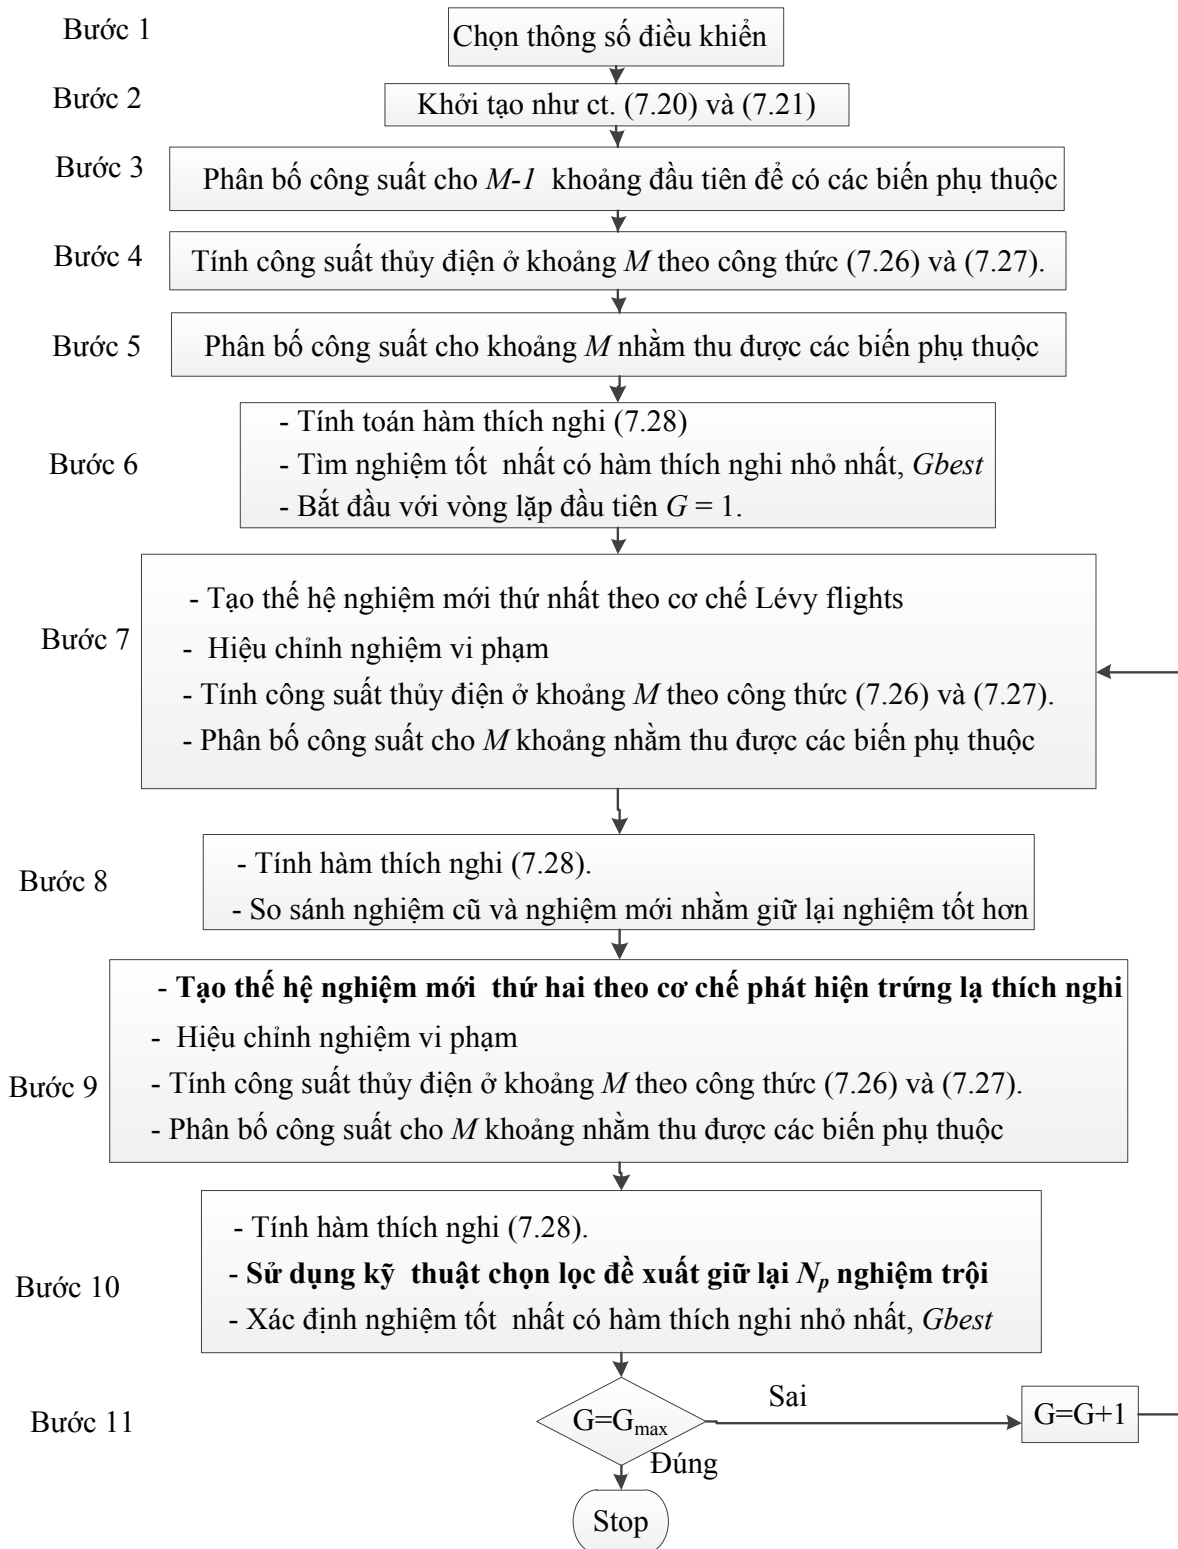 Bước 1
Chọn thông số điều khiển
Bước 2
Khởi tạo như ct. (7.20) và (7.21)
Bước 3
Phân bố công suất cho M-1 khoảng đầu tiên để có các biến phụ thuộc
Bước 4
Tính công suất thủy điện ở khoảng M theo công thức (7.26) và (7.27).
Bước 5
Phân bố công suất cho khoảng M nhằm thu được các biến phụ thuộc
Bước 6
- Tính toán hàm thích nghi (7.28)
- Tìm nghiệm tốt nhất có hàm thích nghi nhỏ nhất, Gbest
- Bắt đầu với vòng lặp đầu tiên G = 1.
Bước 7
- Tạo thế hệ nghiệm mới thứ nhất theo cơ chế Lévy flights
- Hiệu chỉnh nghiệm vi phạm
- Tính công suất thủy điện ở khoảng M theo công thức (7.26) và (7.27).
- Phân bố công suất cho M khoảng nhằm thu được các biến phụ thuộc
Bước 8
- Tính hàm thích nghi (7.28).
- So sánh nghiệm cũ và nghiệm mới nhằm giữ lại nghiệm tốt hơn
Bước 9
- Tạo thế hệ nghiệm mới thứ hai theo cơ chế phát hiện trứng lạ thích nghi
- Hiệu chỉnh nghiệm vi phạm
- Tính công suất thủy điện ở khoảng M theo công thức (7.26) và (7.27).
- Phân bố công suất cho M khoảng nhằm thu được các biến phụ thuộc
Bước 10
- Tính hàm thích nghi (7.28).
- Sử dụng kỹ thuật chọn lọc đề xuất giữ lại Np nghiệm trội
- Xác định nghiệm tốt nhất có hàm thích nghi nhỏ nhất, Gbest
Bước 11
G=Gmax
Sai
G=G+1
Đúng
Stop